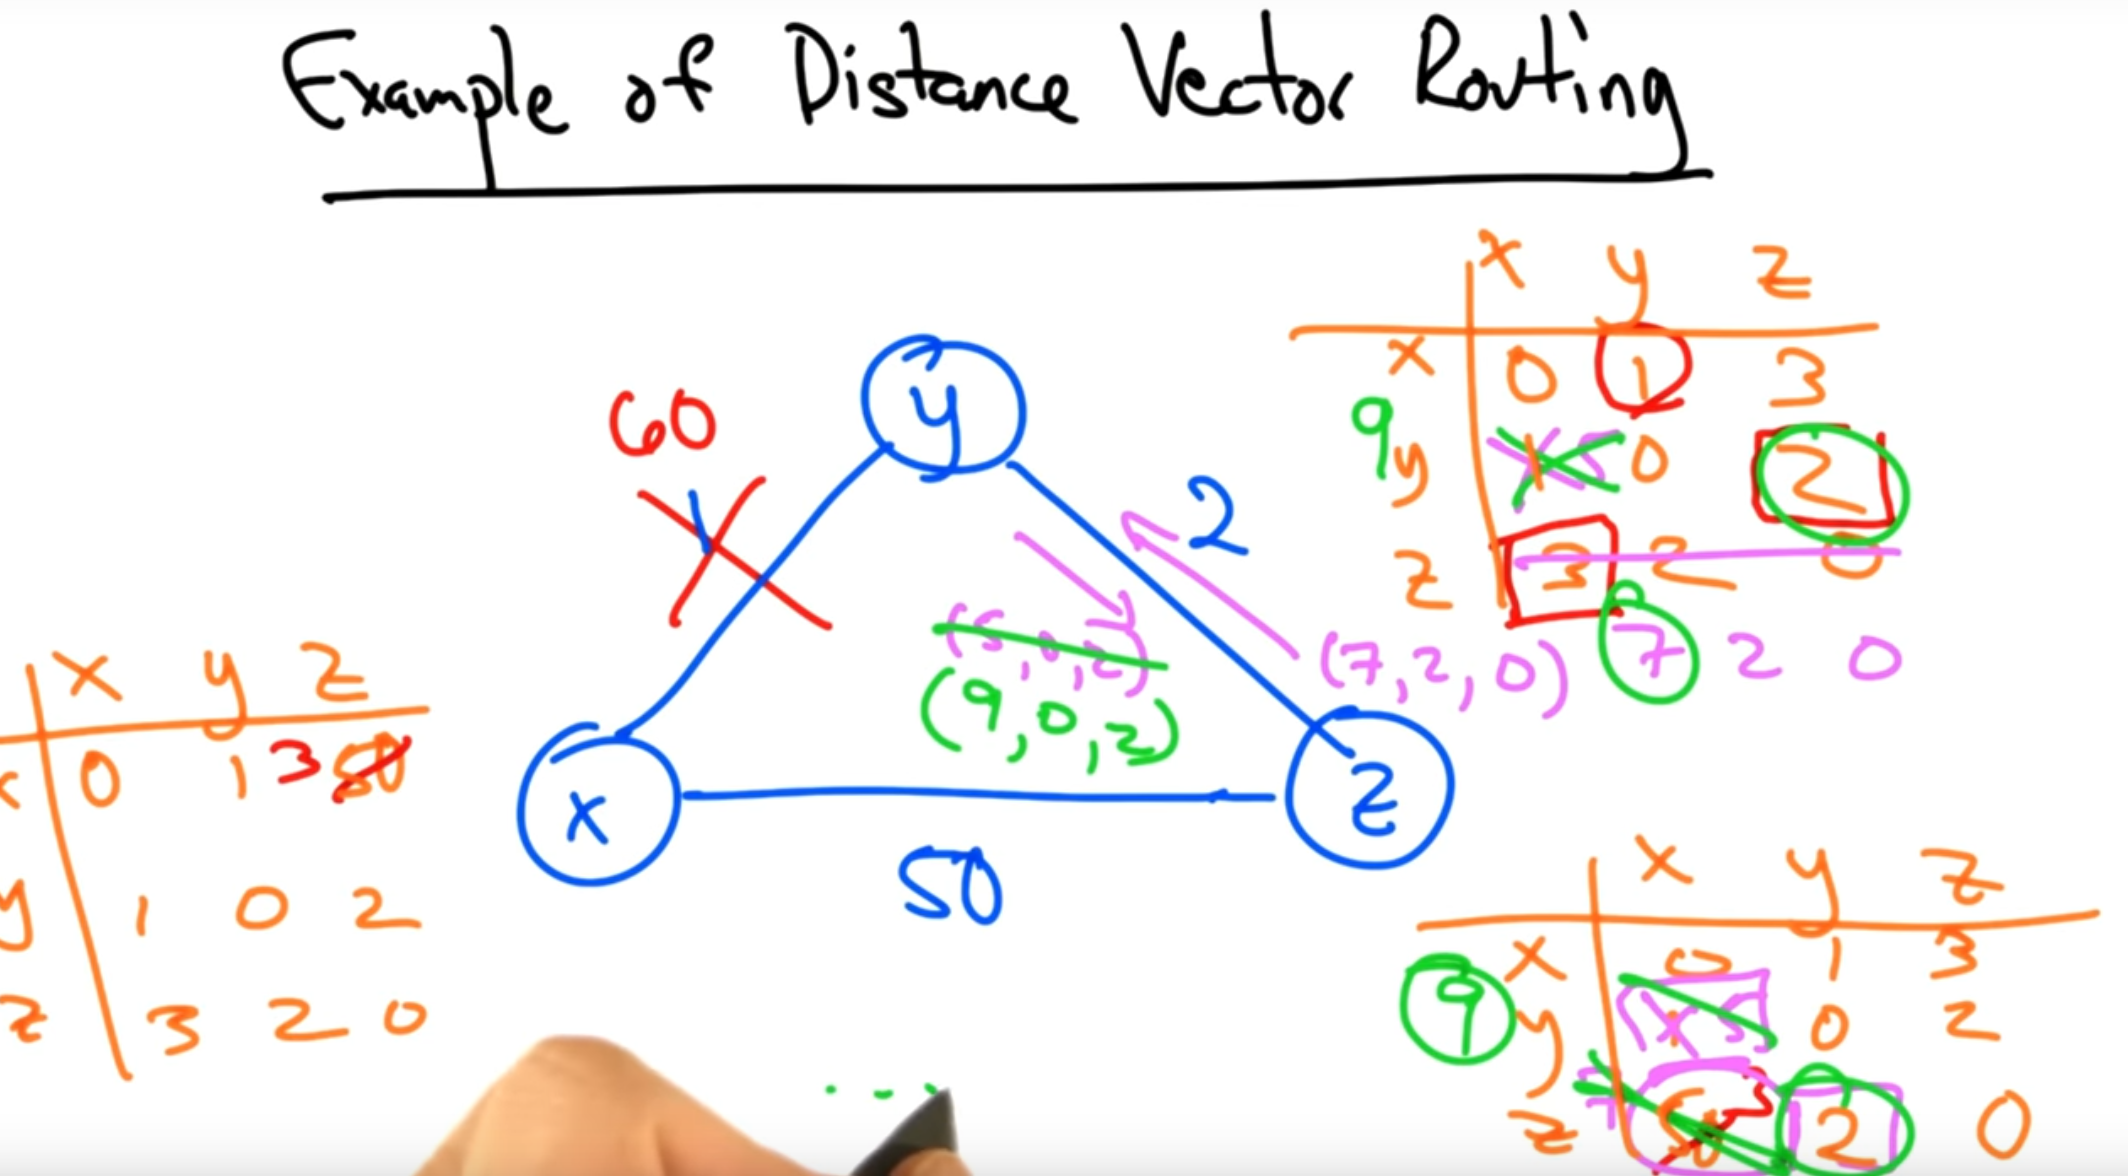 Example of Distance Vector Routing
x y z
x 0 1 3
9 y 0 2
z 3 2 0
(7,2,0) 7 2 0
60
y
2
(5,0,2)
(9,0,2)
x
z
50
x y z
x 0 1 3 50
y 1 0 2
z 3 2 0
x y z
x 0 1 3
9 y 1 5 0 2
z 7 50 3 2 0